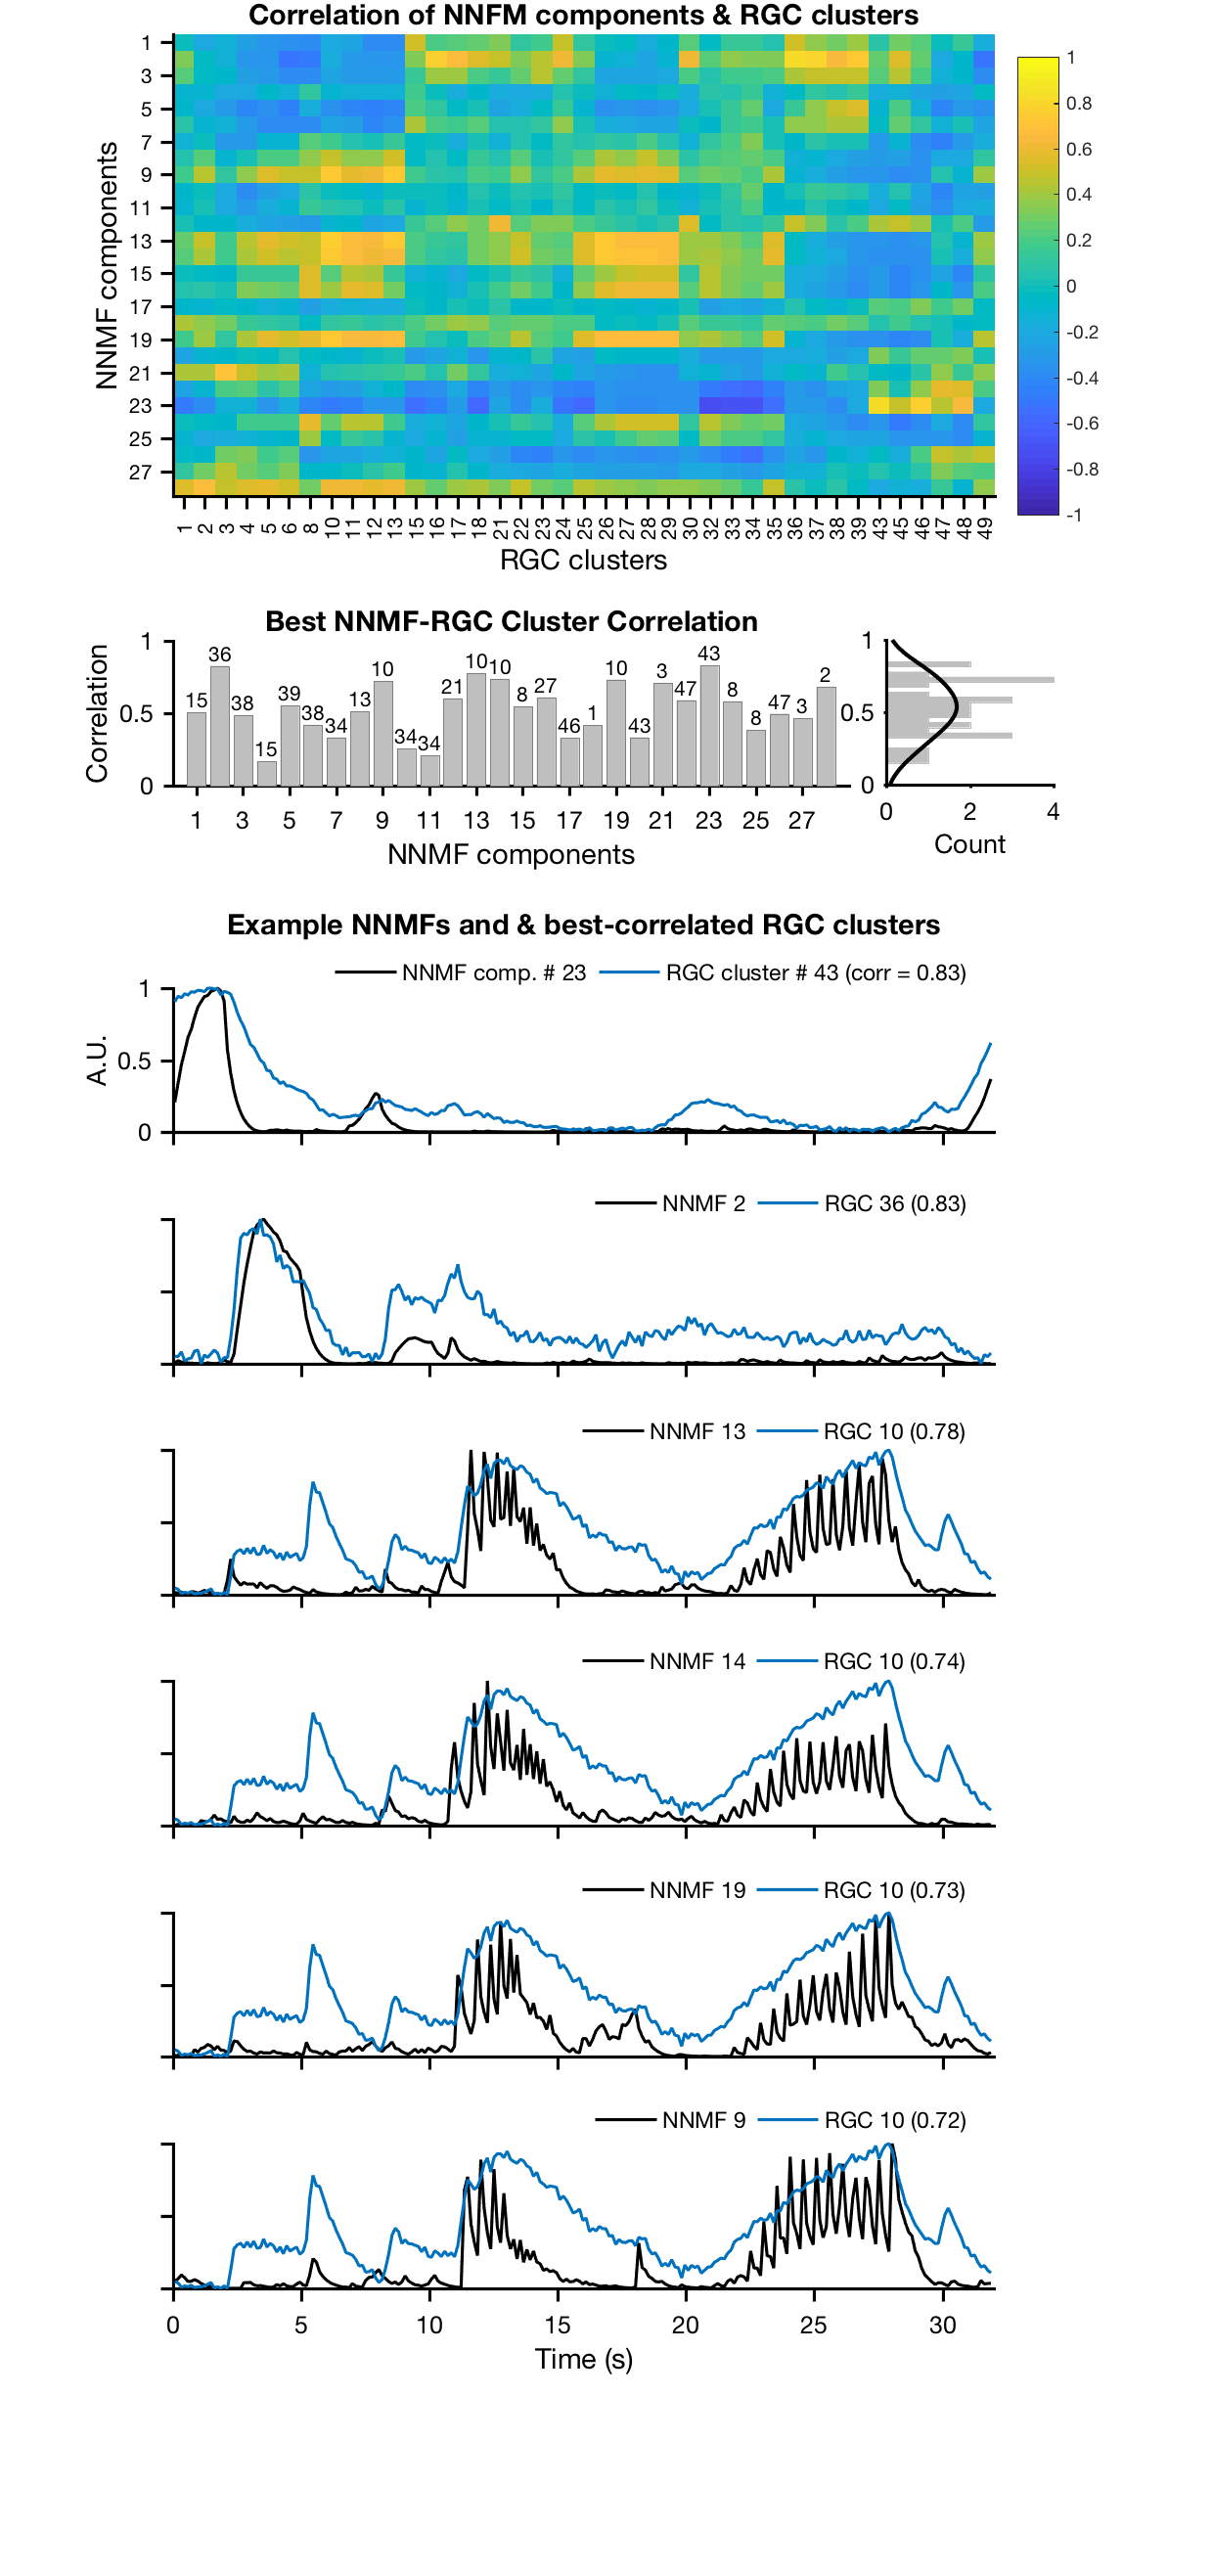 Correlation of NNFM components & RGC clusters
1
3
5
7
9
11
13
15
17
19
21
23
25
27
NNMF components
1 2 3 4 5 6 8 10 11 12 13 15 16 17 18 21 22 23 24 25 26 27 28 29 30 32 33 34 35 36 37 38 39 43 45 46 47 48 49
RGC clusters
1
0.8
0.6
0.4
0.2
0
-0.2
-0.4
-0.6
-0.8
-1
Best NNMF-RGC Cluster Correlation
Correlation
1
0.5
0
15 36 38 15 39 38 34 13 10 34 34 21 10 10 8 27 46 1 10 43 3 47 43 8 8 47 3 2
1 3 5 7 9 11 13 15 17 19 21 23 25 27
NNMF components
1
0.5
0
0 2 4
Count
Example NNMFs and & best-correlated RGC clusters
NNMF comp. # 23 RGC cluster # 43 (corr = 0.83)
A.U.
1
0.5
0
NNMF 2 RGC 36 (0.83)
NNMF 13 RGC 10 (0.78)
NNMF 14 RGC 10 (0.74)
NNMF 19 RGC 10 (0.73)
NNMF 9 RGC 10 (0.72)
0 5 10 15 20 25 30
Time (s)